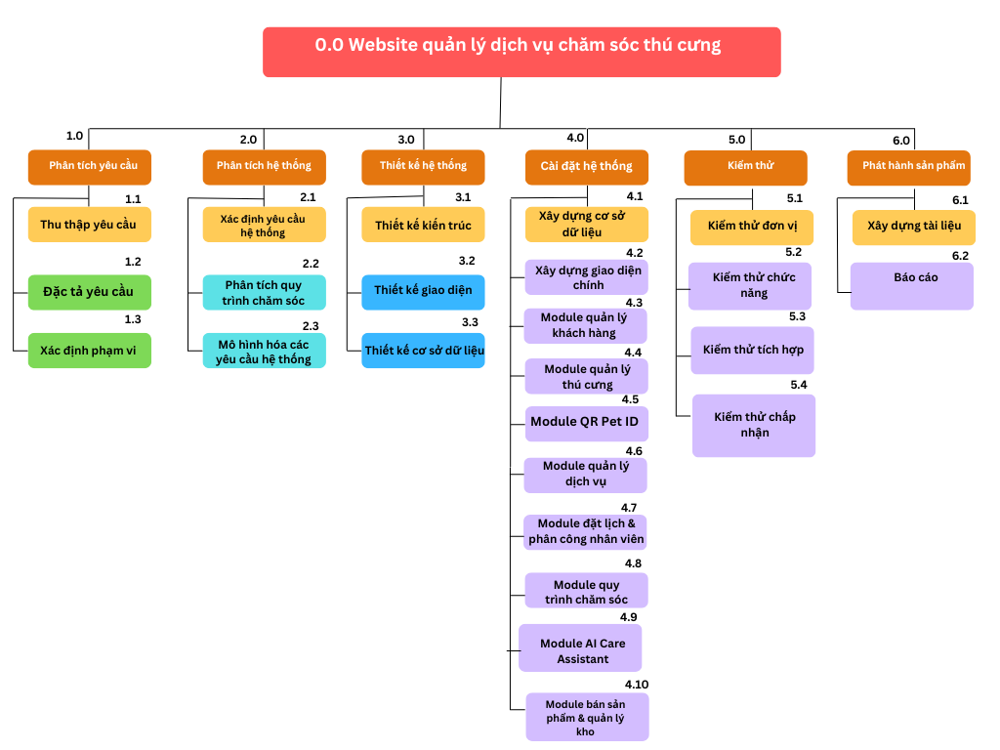 0.0 Website quản lý dịch vụ chăm sóc thú cưng
1.0
Phân tích yêu cầu
1.1
Thu thập yêu cầu
1.2
Đặc tả yêu cầu
1.3
Xác định phạm vi
2.0
Phân tích hệ thống
2.1
Xác định yêu cầu
hệ thống
2.2
Phân tích quy
trình chăm sóc
2.3
Mô hình hóa các
yêu cầu hệ thống
3.0
Thiết kế hệ thống
3.1
Thiết kế kiến trúc
3.2
Thiết kế giao diện
3.3
Thiết kế cơ sở dữ liệu
4.0
Cài đặt hệ thống
4.1
Xây dựng cơ sở
dữ liệu
4.2
Xây dựng giao diện
chính
4.3
Module quản lý
khách hàng
4.4
Module quản lý
thú cưng
4.5
Module QR Pet ID
4.6
Module quản lý
dịch vụ
4.7
Module đặt lịch &
phân công nhân viên
4.8
Module quy
trình chăm sóc
4.9
Module AI Care
Assistant
4.10
Module bán sản
phẩm & quản lý
kho
5.0
Kiểm thử
5.1
Kiểm thử đơn vị
5.2
Kiểm thử chức
năng
5.3
Kiểm thử tích hợp
5.4
Kiểm thử chấp
nhận
6.0
Phát hành sản phẩm
6.1
Xây dựng tài liệu
6.2
Báo cáo